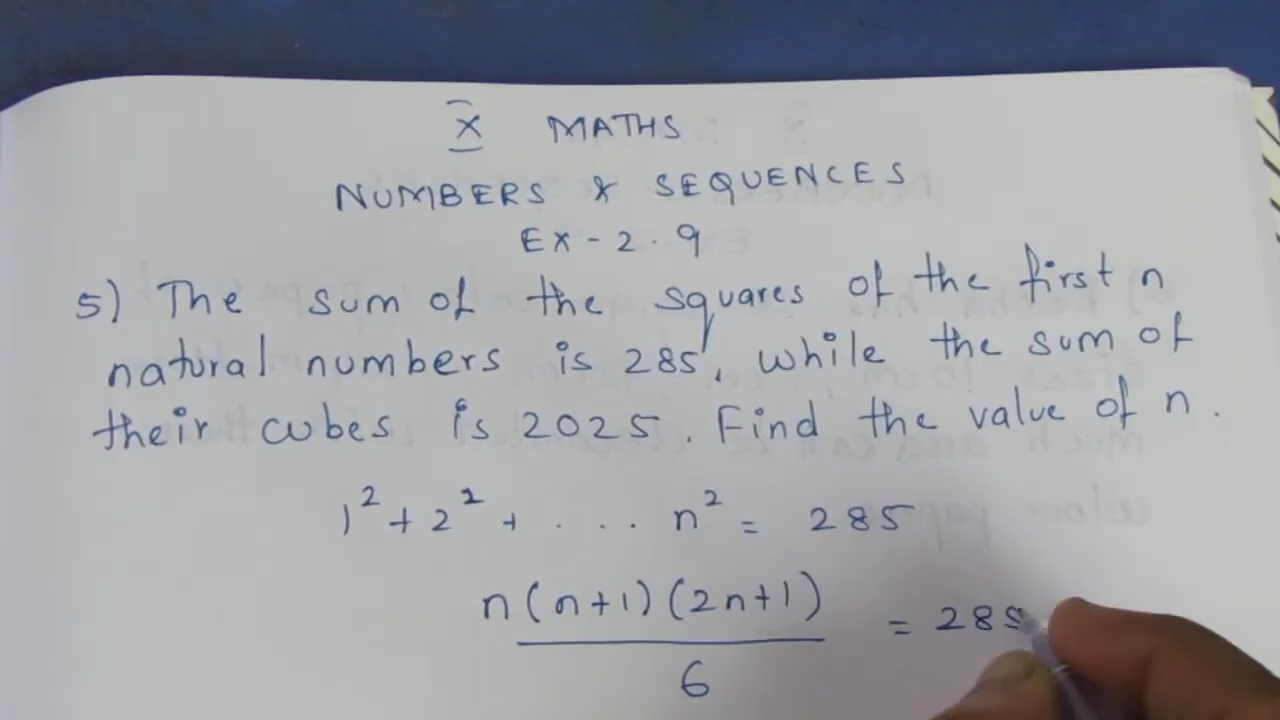 X MATHS
NUMBERS & SEQUENCES
EX - 2.9
5) The sum of the squares of the first n
natural numbers is 285, while the sum of
their cubes is 2025. Find the value of n.
1² + 2² + . . . . n² = 285
n(n+1)(2n+1)
= 285
6